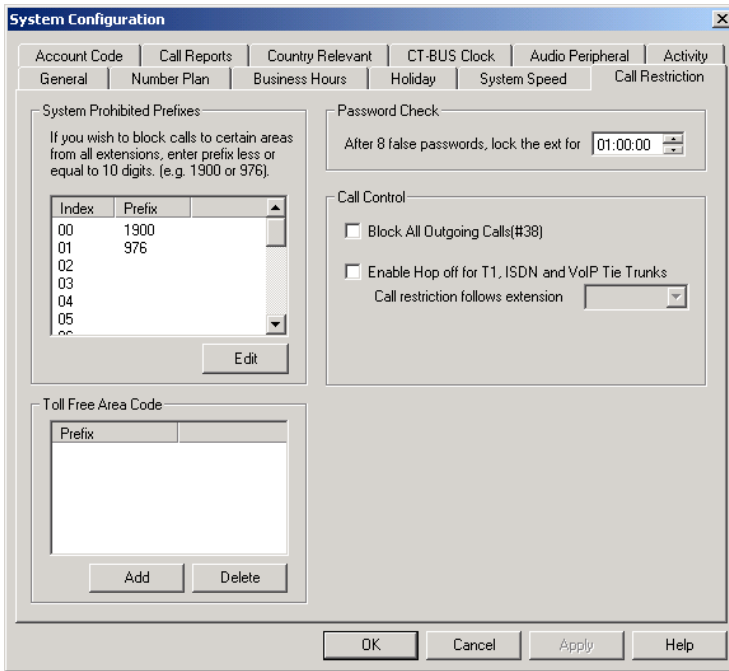 System Configuration
Account Code Call Reports Country Relevant CT-BUS Clock Audio Peripheral Activity
General Number Plan Business Hours Holiday System Speed Call Restriction
System Prohibited Prefixes
If you wish to block calls to certain areas
from all extensions, enter prefix less or
equal to 10 digits. (e.g. 1900 or 976).
Index Prefix
00 1900
01 976
02
03
04
05
Edit
Toll Free Area Code
Prefix
Add Delete
Password Check
After 8 false passwords, lock the ext for 01:00:00
Call Control
Block All Outgoing Calls(#38)
Enable Hop off for T1, ISDN and VoIP Tie Trunks
Call restriction follows extension
OK Cancel Apply Help